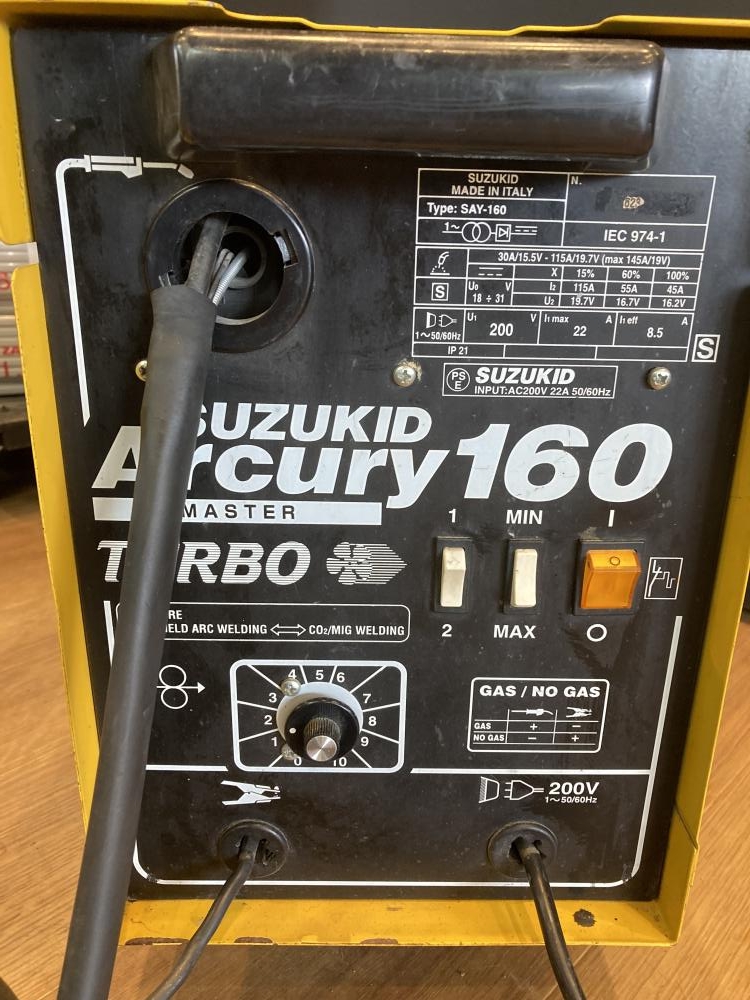 SUZUKID
MADE IN ITALY
N.
Type: SAY-160
1~
IEC 974-1
30A/15.5V - 115A/19.7V (max 145A/19V)
X 15% 60% 100%
S U₀ V I₂ 115A 55A 45A
18 ÷ 31 U₂ 19.7V 16.7V 16.2V
U₁ V I₁ max A I₁ eff A
1~50/60Hz 200 22 8.5
IP 21
S
PS
E
SUZUKID
INPUT:AC200V 22A 50/60Hz
SUZUKID
Arcury 160
MASTER
TURBO
1 MIN I
2 MAX O
RE
ELD ARC WELDING CO₂/MIG WELDING
0 1 2 3 4 5 6 7 8 9 10
GAS / NO GAS
GAS + −
NO GAS − +
200V
1~50/60Hz